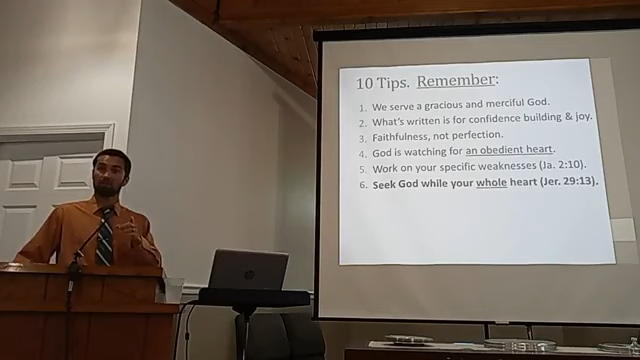 10 Tips. Remember:
1. We serve a gracious and merciful God.
2. What's written is for confidence building & joy.
3. Faithfulness, not perfection.
4. God is watching for an obedient heart.
5. Work on your specific weaknesses (Ja. 2:10).
6. Seek God while your whole heart (Jer. 29:13).